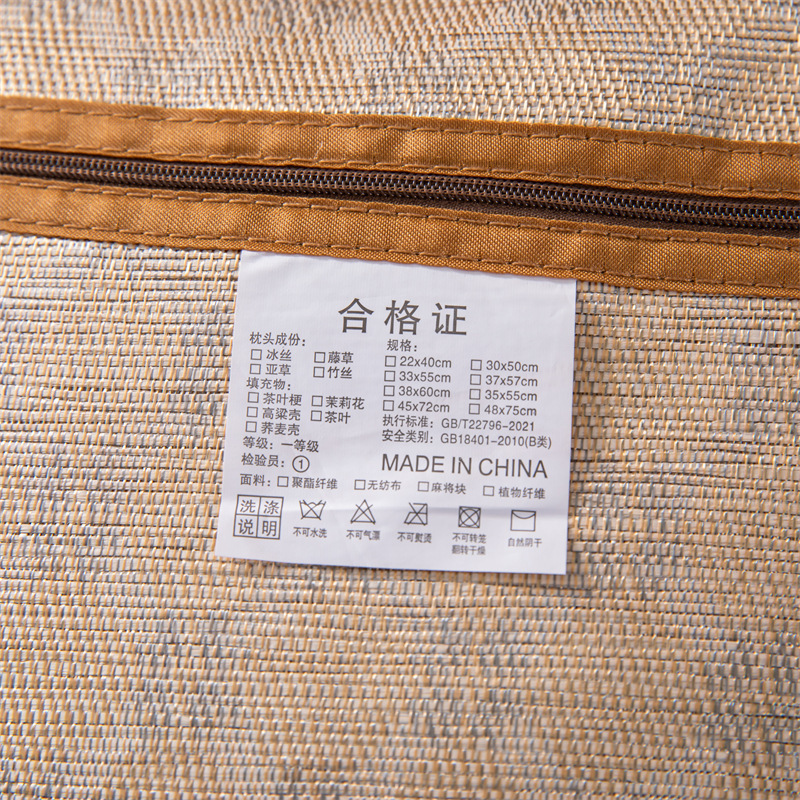 合格证
枕头成份：
□冰丝 □藤草
□亚草 □竹丝
填充物：
□茶叶梗 □茉莉花
□高粱壳 □茶叶
□荞麦壳
等级：一等级
检验员：①
规格：
□22x40cm □30x50cm
□33x55cm □37x57cm
□38x60cm □35x55cm
□45x72cm □48x75cm
执行标准：GB/T22796-2021
安全类别：GB18401-2010(B类)
MADE IN CHINA
面料：□聚酯纤维 □无纺布 □麻将块 □植物纤维
洗涤
说明
不可水洗 不可气漂 不可熨烫 不可转笼翻转干燥 自然阴干